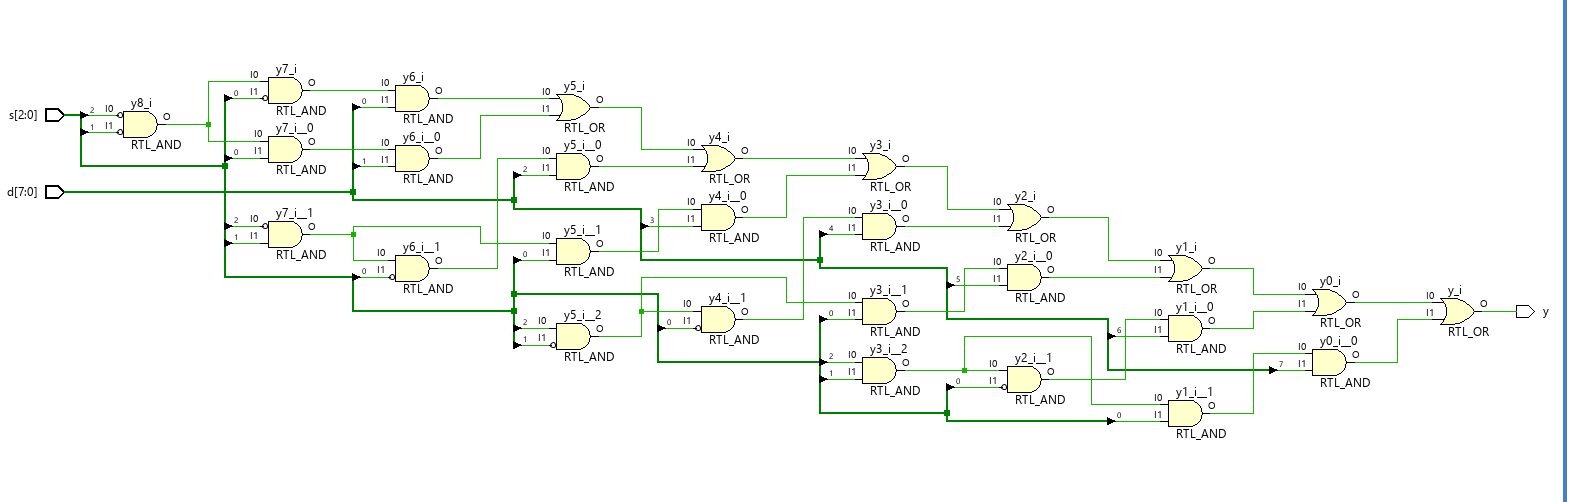 s[2:0]
2
1
y8_i
I0
I1
O
RTL_AND
y7_i
I0
0
I1
O
RTL_AND
y7_i__0
I0
0
I1
O
RTL_AND
d[7:0]
y7_i__1
2
I0
1
I1
O
RTL_AND
y6_i
I0
0
I1
O
RTL_AND
y6_i__0
I0
1
I1
O
RTL_AND
y6_i__1
I0
0
I1
O
RTL_AND
y5_i
I0
I1
O
RTL_OR
y5_i__0
I0
2
I1
O
RTL_AND
y5_i__1
I0
0
I1
O
RTL_AND
y5_i__2
2
I0
1
I1
O
RTL_AND
y4_i
I0
I1
O
RTL_OR
y4_i__0
I0
3
I1
O
RTL_AND
y4_i__1
I0
0
I1
O
RTL_AND
y3_i
I0
I1
O
RTL_OR
y3_i__0
I0
4
I1
O
RTL_AND
y3_i__1
I0
0
I1
O
RTL_AND
y3_i__2
2
I0
1
I1
O
RTL_AND
y2_i
I0
I1
O
RTL_OR
y2_i__0
I0
5
I1
O
RTL_AND
y2_i__1
I0
0
I1
O
RTL_AND
y1_i
I0
I1
O
RTL_OR
y1_i__0
I0
6
I1
O
RTL_AND
y1_i__1
I0
0
I1
O
RTL_AND
y0_i
I0
I1
O
RTL_OR
y0_i__0
I0
7
I1
O
RTL_AND
y_i
I0
I1
O
RTL_OR
y